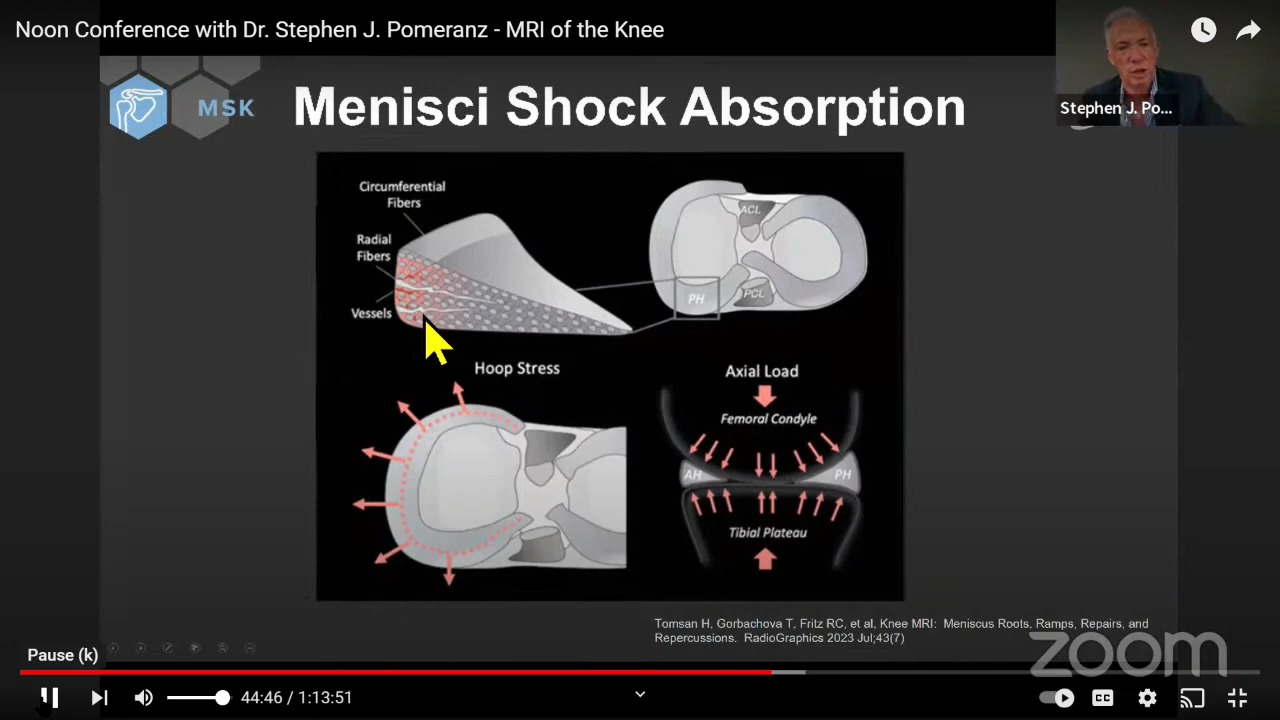 Noon Conference with Dr. Stephen J. Pomeranz - MRI of the Knee
MSK
Menisci Shock Absorption
Stephen J. Po...
Circumferential
Fibers
Radial
Fibers
Vessels
ACL
PH
PCL
Hoop Stress
Axial Load
Femoral Condyle
AH
PH
Tibial Plateau
Tomsan H, Gorbachova T, Fritz RC, et al, Knee MRI: Meniscus Roots, Ramps, Repairs, and
Repercussions. RadioGraphics 2023 Jul;43(7)
zoom
Pause (k)
44:46 / 1:13:51
CC